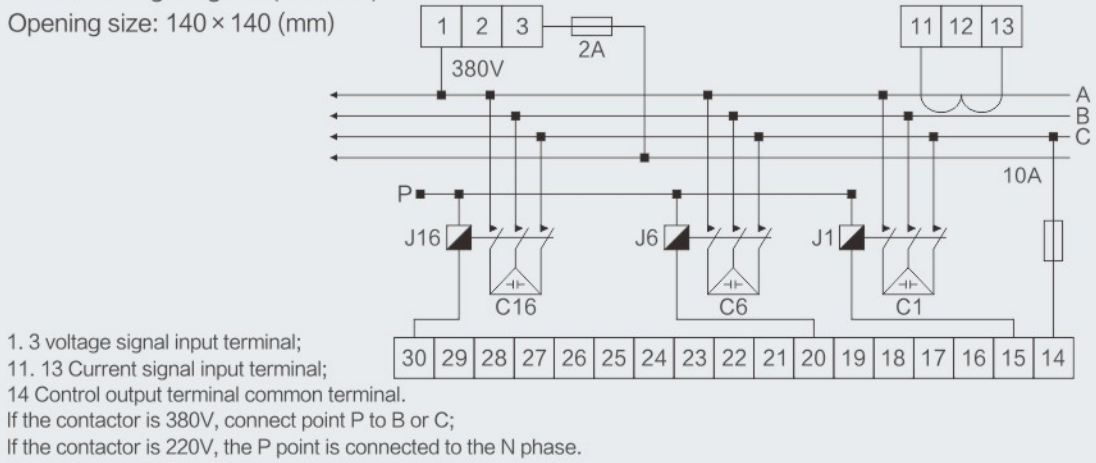 Opening size: 140 × 140 (mm)
1 2 3
2A
11 12 13
380V
A
B
C
10A
P
J16
J6
J1
C16
C6
C1
30 29 28 27 26 25 24 23 22 21 20 19 18 17 16 15 14
1. 3 voltage signal input terminal;
11. 13 Current signal input terminal;
14 Control output terminal common terminal.
If the contactor is 380V, connect point P to B or C;
If the contactor is 220V, the P point is connected to the N phase.